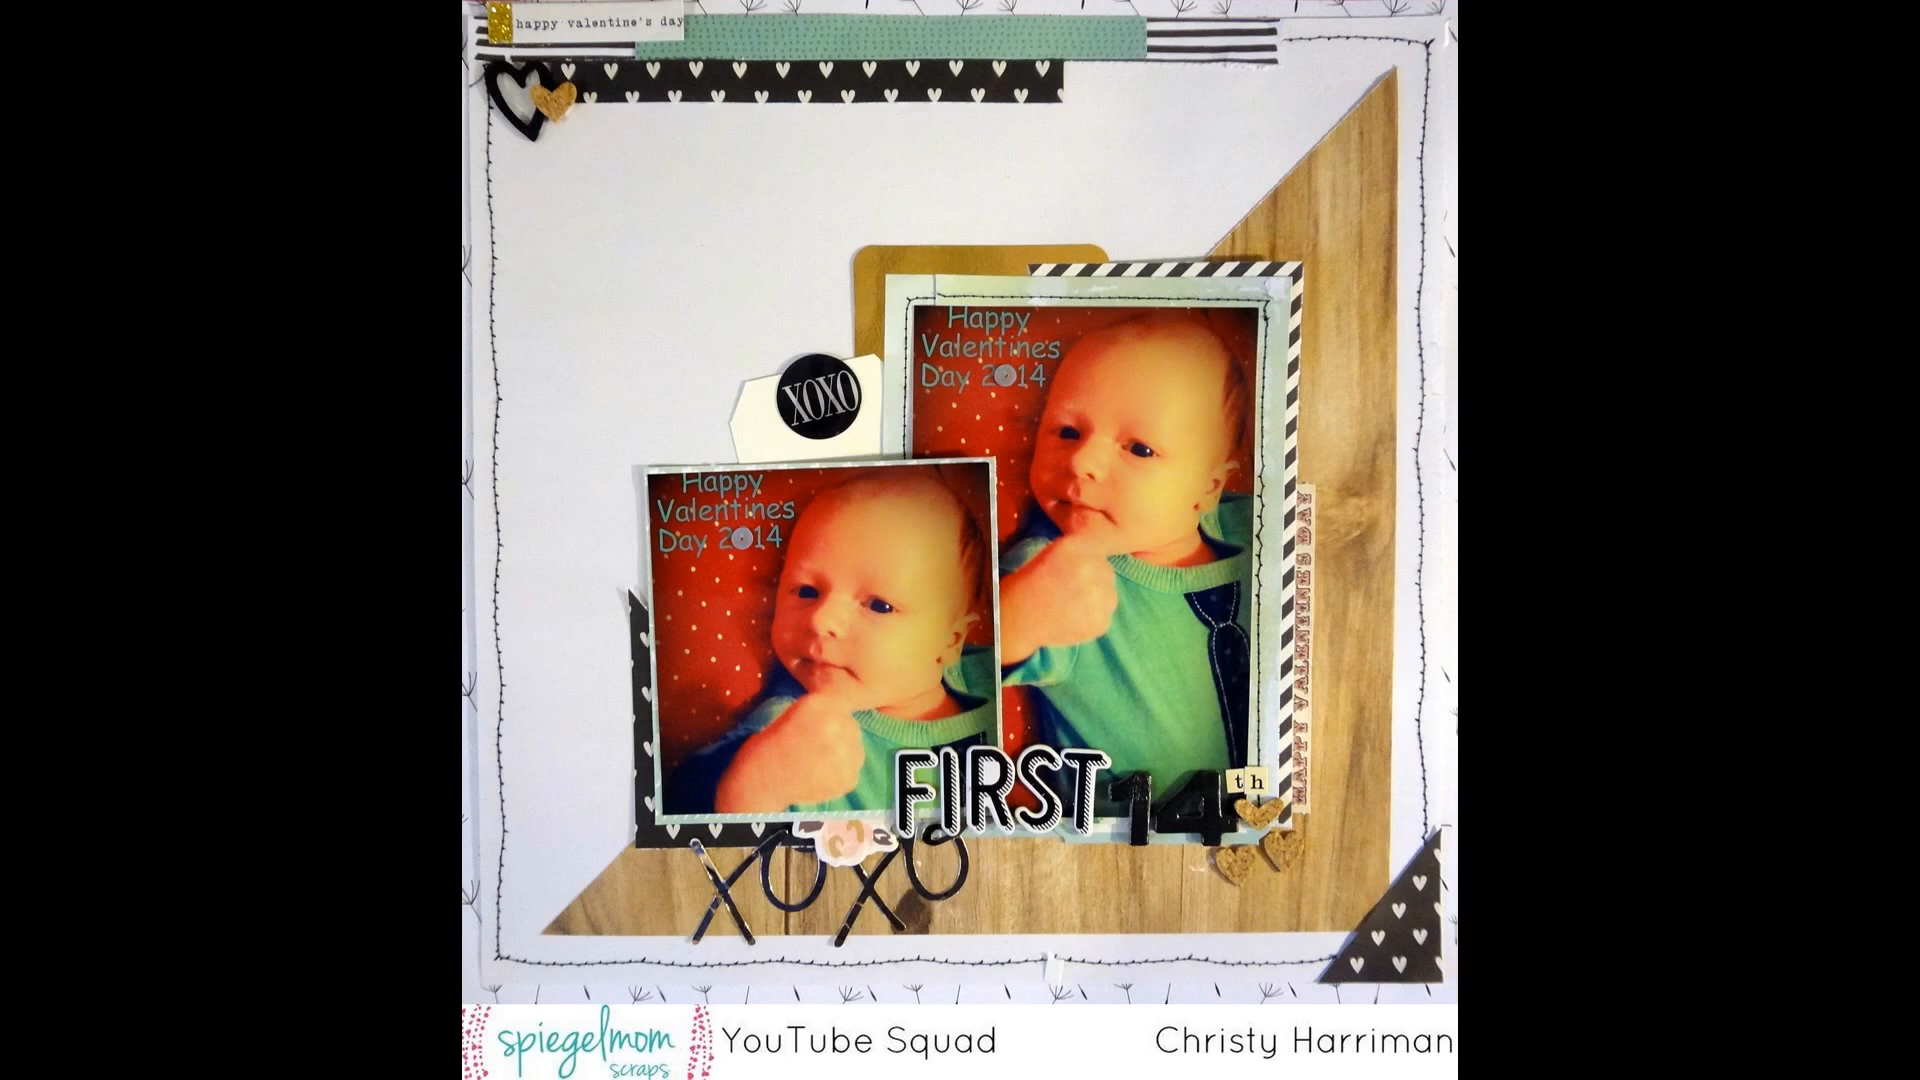 happy valentine's day
Happy
Valentine's
Day 2014
XOXO
Happy
Valentine's
Day 2014
HAPPY VALENTINE'S DAY
FIRST 14th
XOXO
spiegelmom
scraps
YouTube Squad
Christy Harriman